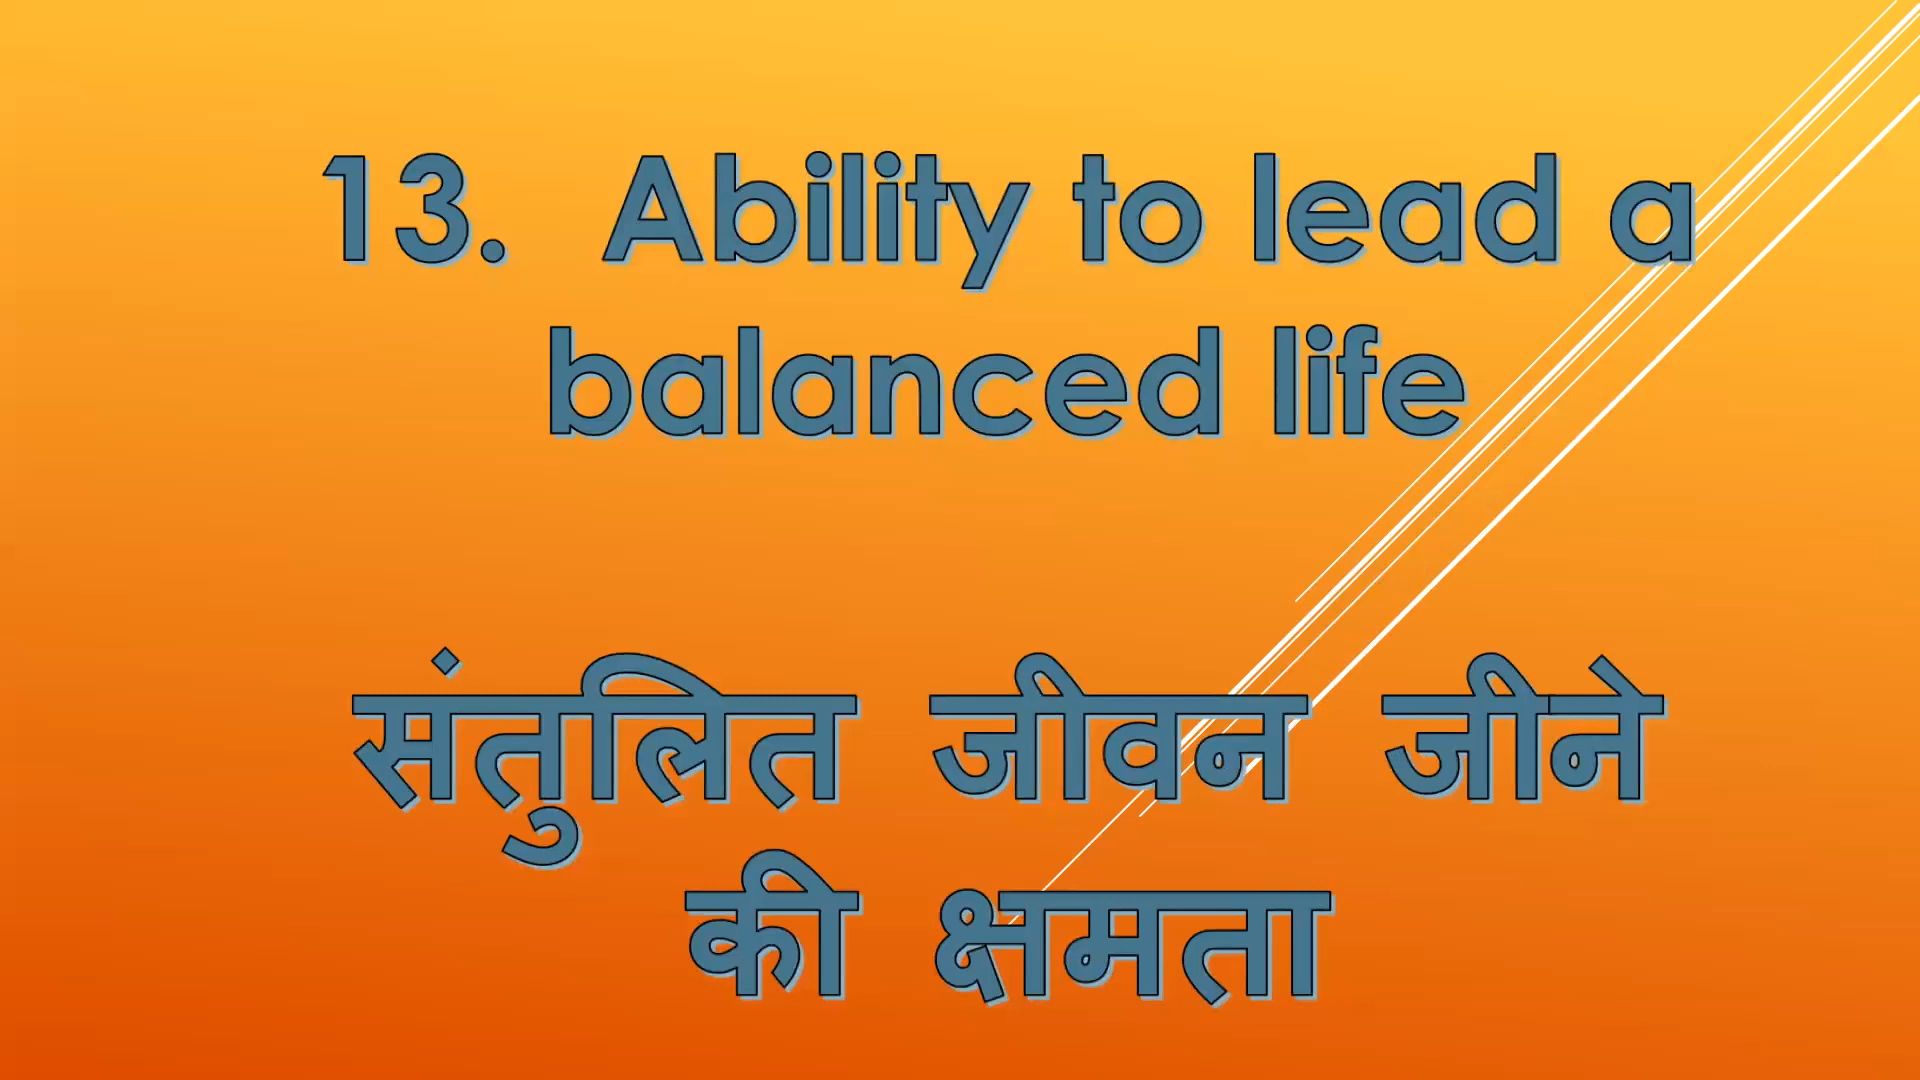 13. Ability to lead a
balanced life
संतुलित जीवन जीने
की क्षमता